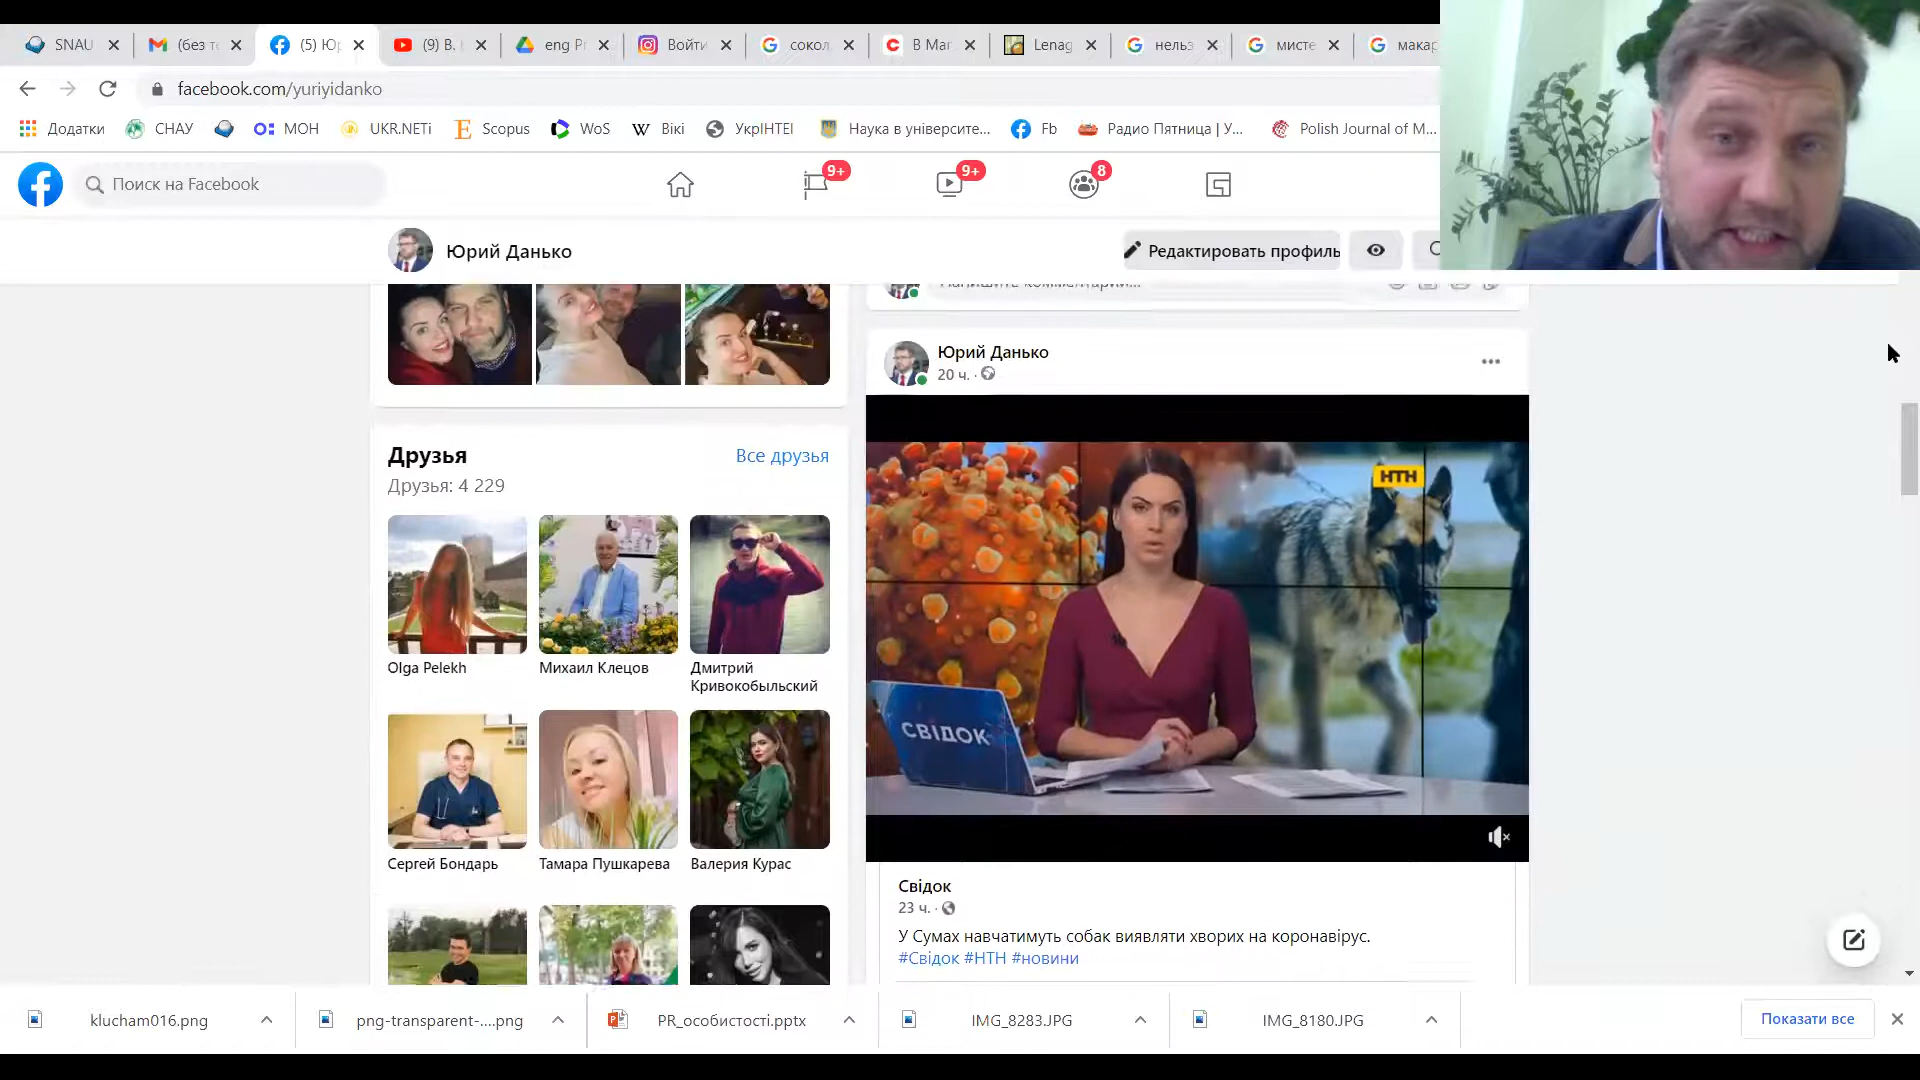 SNAU
(без те
(5) Юр
(9) В.
eng Pr
Войти
сокол
В Маг
Lenag
нельз
мисте
макар
facebook.com/yuriyidanko
Додатки
СНАУ
МОН
UKR.NETі
Scopus
WoS
Вікі
УкрІНТЕІ
Наука в університе...
Fb
Радио Пятница | У...
Polish Journal of M...
Поиск на Facebook
9+
9+
8
Юрий Данько
Редактировать профиль
Юрий Данько
20 ч. ·
Друзья
Все друзья
Друзья: 4 229
НТН
СВІДОК
Olga Pelekh
Михаил Клецов
Дмитрий
Кривокобыльский
Сергей Бондарь
Тамара Пушкарева
Валерия Курас
Свідок
23 ч. ·
У Сумах навчатимуть собак виявляти хворих на коронавірус.
#Свідок #НТН #новини
klucham016.png
png-transparent-....png
PR_особистості.pptx
IMG_8283.JPG
IMG_8180.JPG
Показати все